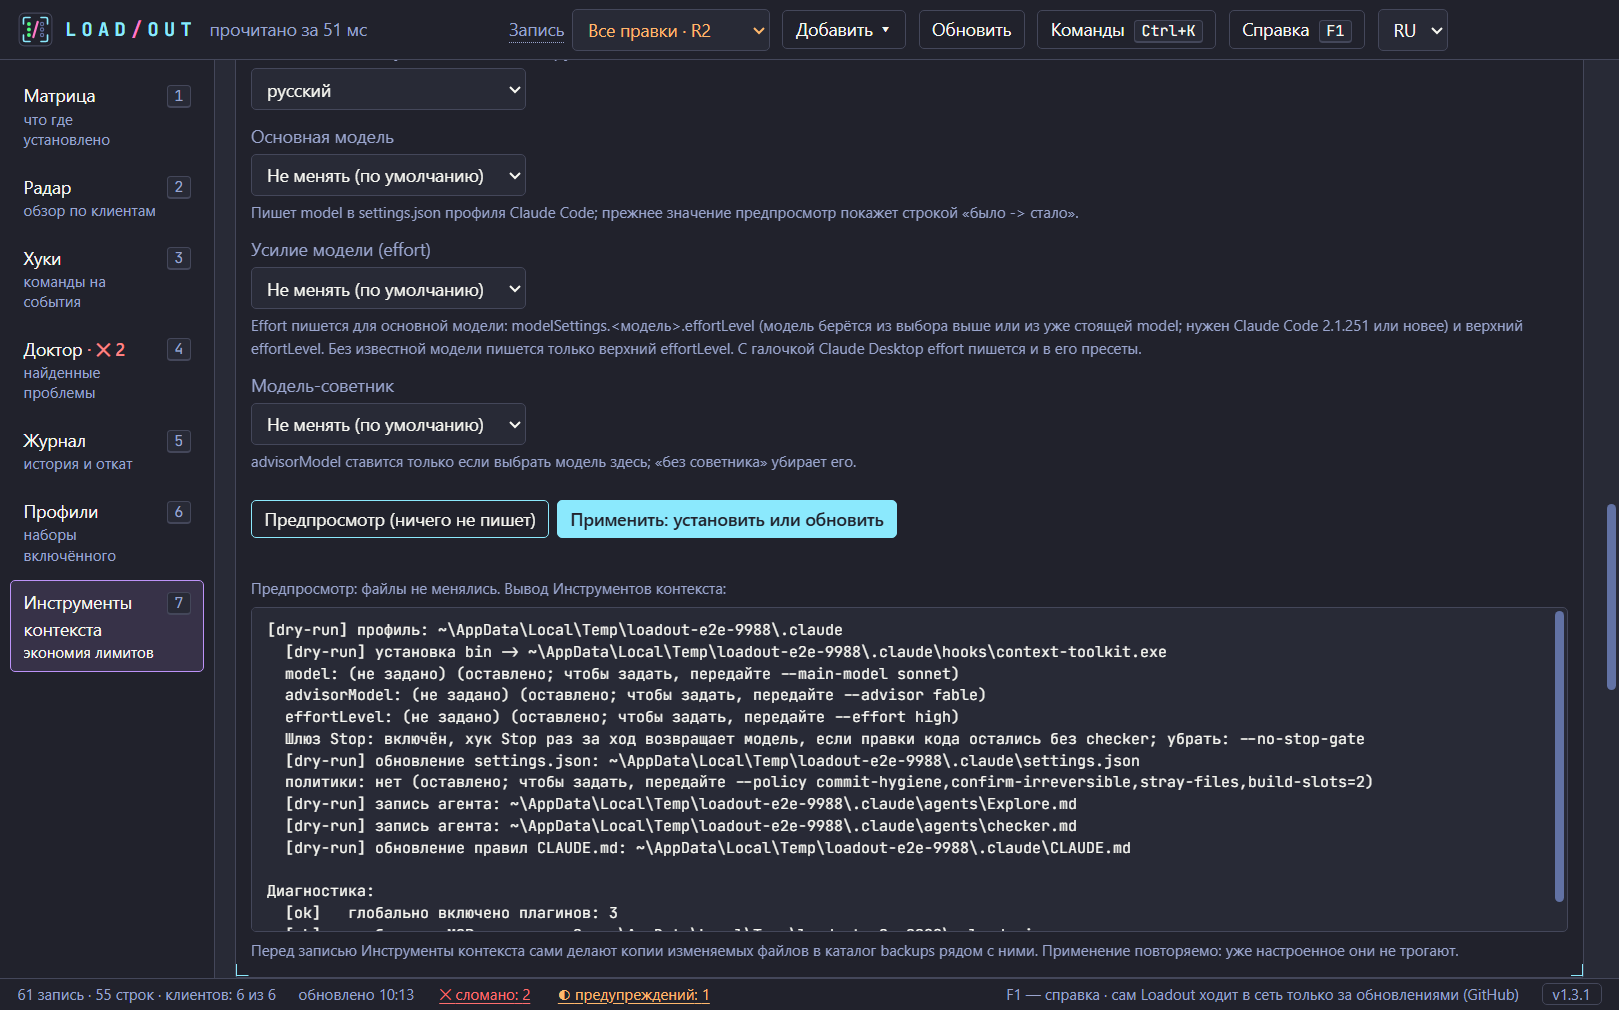 LOAD/OUT
прочитано за 51 мс
Запись
Все правки · R2
Добавить
Обновить
Команды Ctrl+K
Справка F1
RU
Матрица 1
что где
установлено
Радар 2
обзор по клиентам
Хуки 3
команды на
события
Доктор · ✕ 2 4
найденные
проблемы
Журнал 5
история и откат
Профили 6
наборы
включённого
Инструменты 7
контекста
экономия лимитов
русский
Основная модель
Не менять (по умолчанию)
Пишет model в settings.json профиля Claude Code; прежнее значение предпросмотр покажет строкой «было -> стало».
Усилие модели (effort)
Не менять (по умолчанию)
Effort пишется для основной модели: modelSettings.<модель>.effortLevel (модель берётся из выбора выше или из уже стоящей model; нужен Claude Code 2.1.251 или новее) и верхний
effortLevel. Без известной модели пишется только верхний effortLevel. С галочкой Claude Desktop effort пишется и в его пресеты.
Модель-советник
Не менять (по умолчанию)
advisorModel ставится только если выбрать модель здесь; «без советника» убирает его.
Предпросмотр (ничего не пишет)
Применить: установить или обновить
Предпросмотр: файлы не менялись. Вывод Инструментов контекста:
[dry-run] профиль: ~\AppData\Local\Temp\loadout-e2e-9988\.claude
[dry-run] установка bin -> ~\AppData\Local\Temp\loadout-e2e-9988\.claude\hooks\context-toolkit.exe
model: (не задано) (оставлено; чтобы задать, передайте --main-model sonnet)
advisorModel: (не задано) (оставлено; чтобы задать, передайте --advisor fable)
effortLevel: (не задано) (оставлено; чтобы задать, передайте --effort high)
Шлюз Stop: включён, хук Stop раз за ход возвращает модель, если правки кода остались без checker; убрать: --no-stop-gate
[dry-run] обновление settings.json: ~\AppData\Local\Temp\loadout-e2e-9988\.claude\settings.json
политики: нет (оставлено; чтобы задать, передайте --policy commit-hygiene,confirm-irreversible,stray-files,build-slots=2)
[dry-run] запись агента: ~\AppData\Local\Temp\loadout-e2e-9988\.claude\agents\Explore.md
[dry-run] запись агента: ~\AppData\Local\Temp\loadout-e2e-9988\.claude\agents\checker.md
[dry-run] обновление правил CLAUDE.md: ~\AppData\Local\Temp\loadout-e2e-9988\.claude\CLAUDE.md
Диагностика:
[ok] глобально включено плагинов: 3
Перед записью Инструменты контекста сами делают копии изменяемых файлов в каталог backups рядом с ними. Применение повторяемо: уже настроенное они не трогают.
61 запись · 55 строк · клиентов: 6 из 6
обновлено 10:13
✕ сломано: 2
предупреждений: 1
F1 — справка · сам Loadout ходит в сеть только за обновлениями (GitHub)
v1.3.1